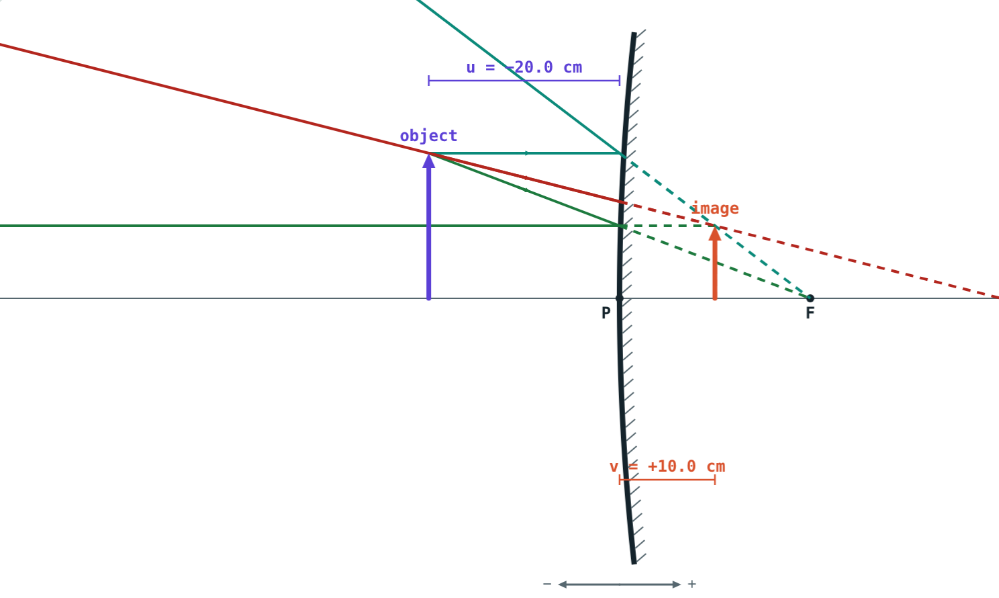 u = −20.0 cm
object
image
P
F
v = +10.0 cm
− +